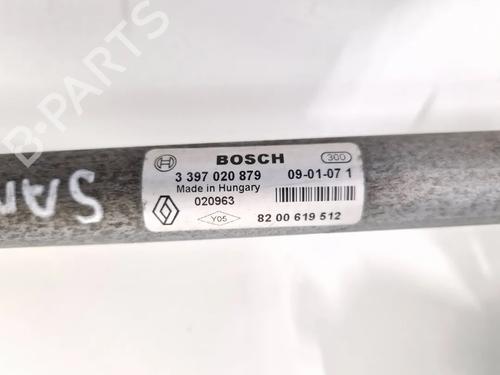 B-PARTS
BOSCH
300
3 397 020 879
09-01-07 1
Made in Hungary
020963
Y05
82 00 619 512
SAN